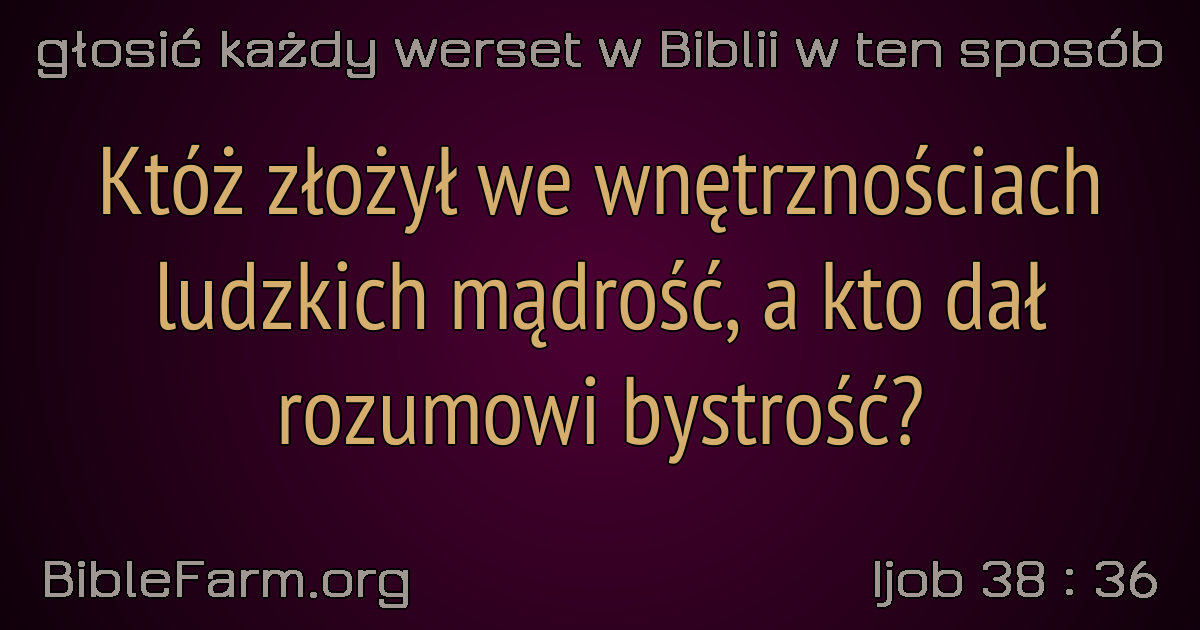 głosić każdy werset w Biblii w ten sposób
Któż złożył we wnętrznościach
ludzkich mądrość, a kto dał
rozumowi bystrość?
BibleFarm.org
Ijob 38 : 36